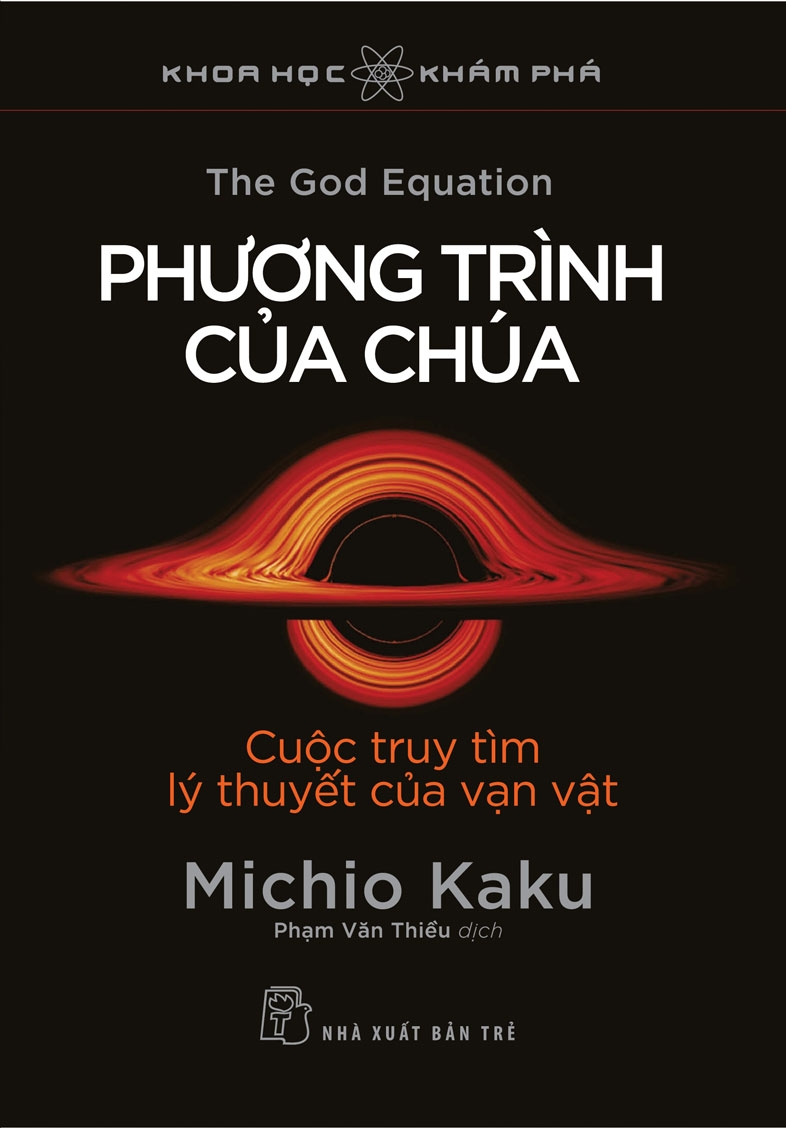 KHOA HỌC KHÁM PHÁ
The God Equation
PHƯƠNG TRÌNH
CỦA CHÚA
Cuộc truy tìm
lý thuyết của vạn vật
Michio Kaku
Phạm Văn Thiều dịch
T NHÀ XUẤT BẢN TRẺ